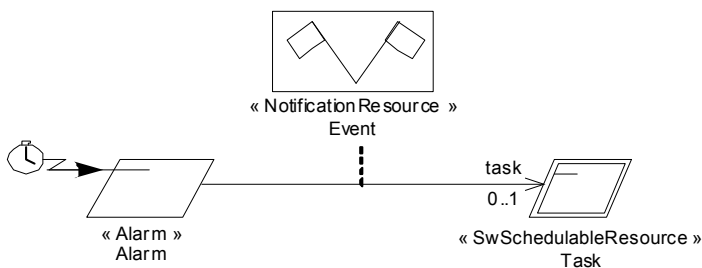 « NotificationResource »
Event
task
0..1
« Alarm »
Alarm
« SwSchedulableResource »
Task